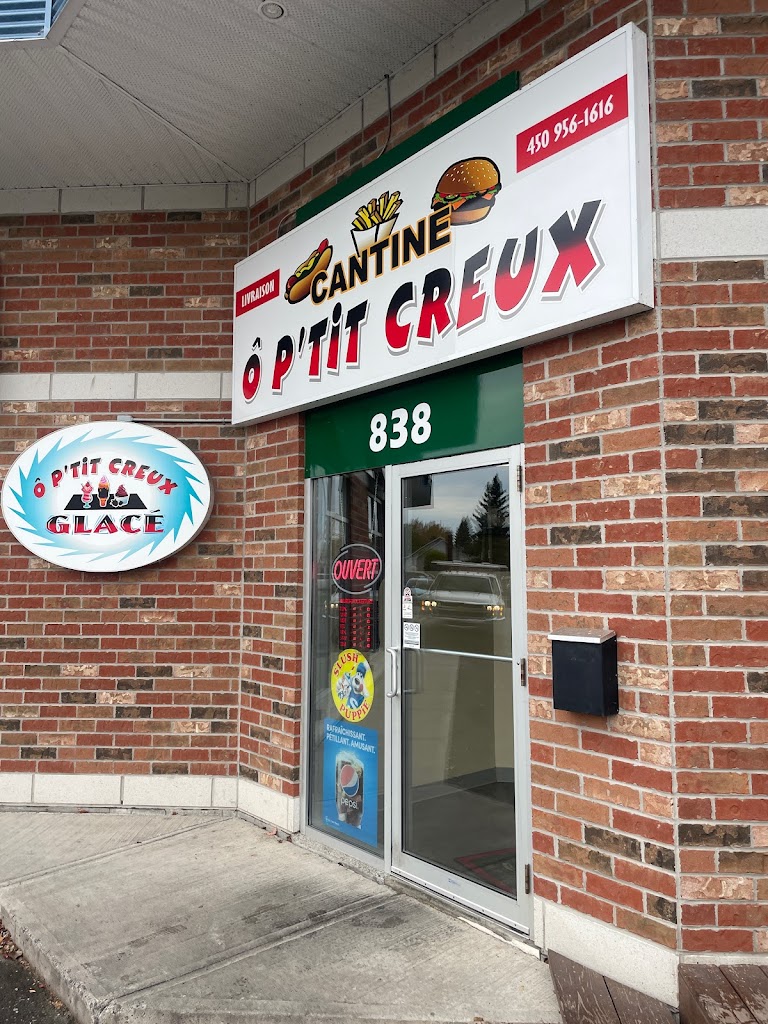 450 956-1616
LIVRAISON
CANTINE
Ô P'TIT CREUX
838
Ô P'TIT CREUX
GLACÉ
OUVERT
SLUSH
PUPPIE
RAFRAÎCHISSANT.
PÉTILLANT. AMUSANT.
pepsi